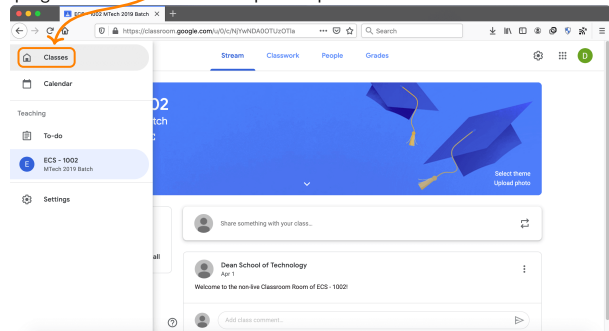 ECS - 1002 MTech 2019 Batch
https://classroom.google.com/u/0/c/NjYwNDA0OTUzOTIa
Search
Classes
Stream
Classwork
People
Grades
D
Calendar
Teaching
02
tch
To-do
E
ECS - 1002
MTech 2019 Batch
Select theme
Upload photo
Settings
Share something with your class...
all
Dean School of Technology
Apr 1
Welcome to the non-live Classroom Room of ECS - 1002!
Add class comment...